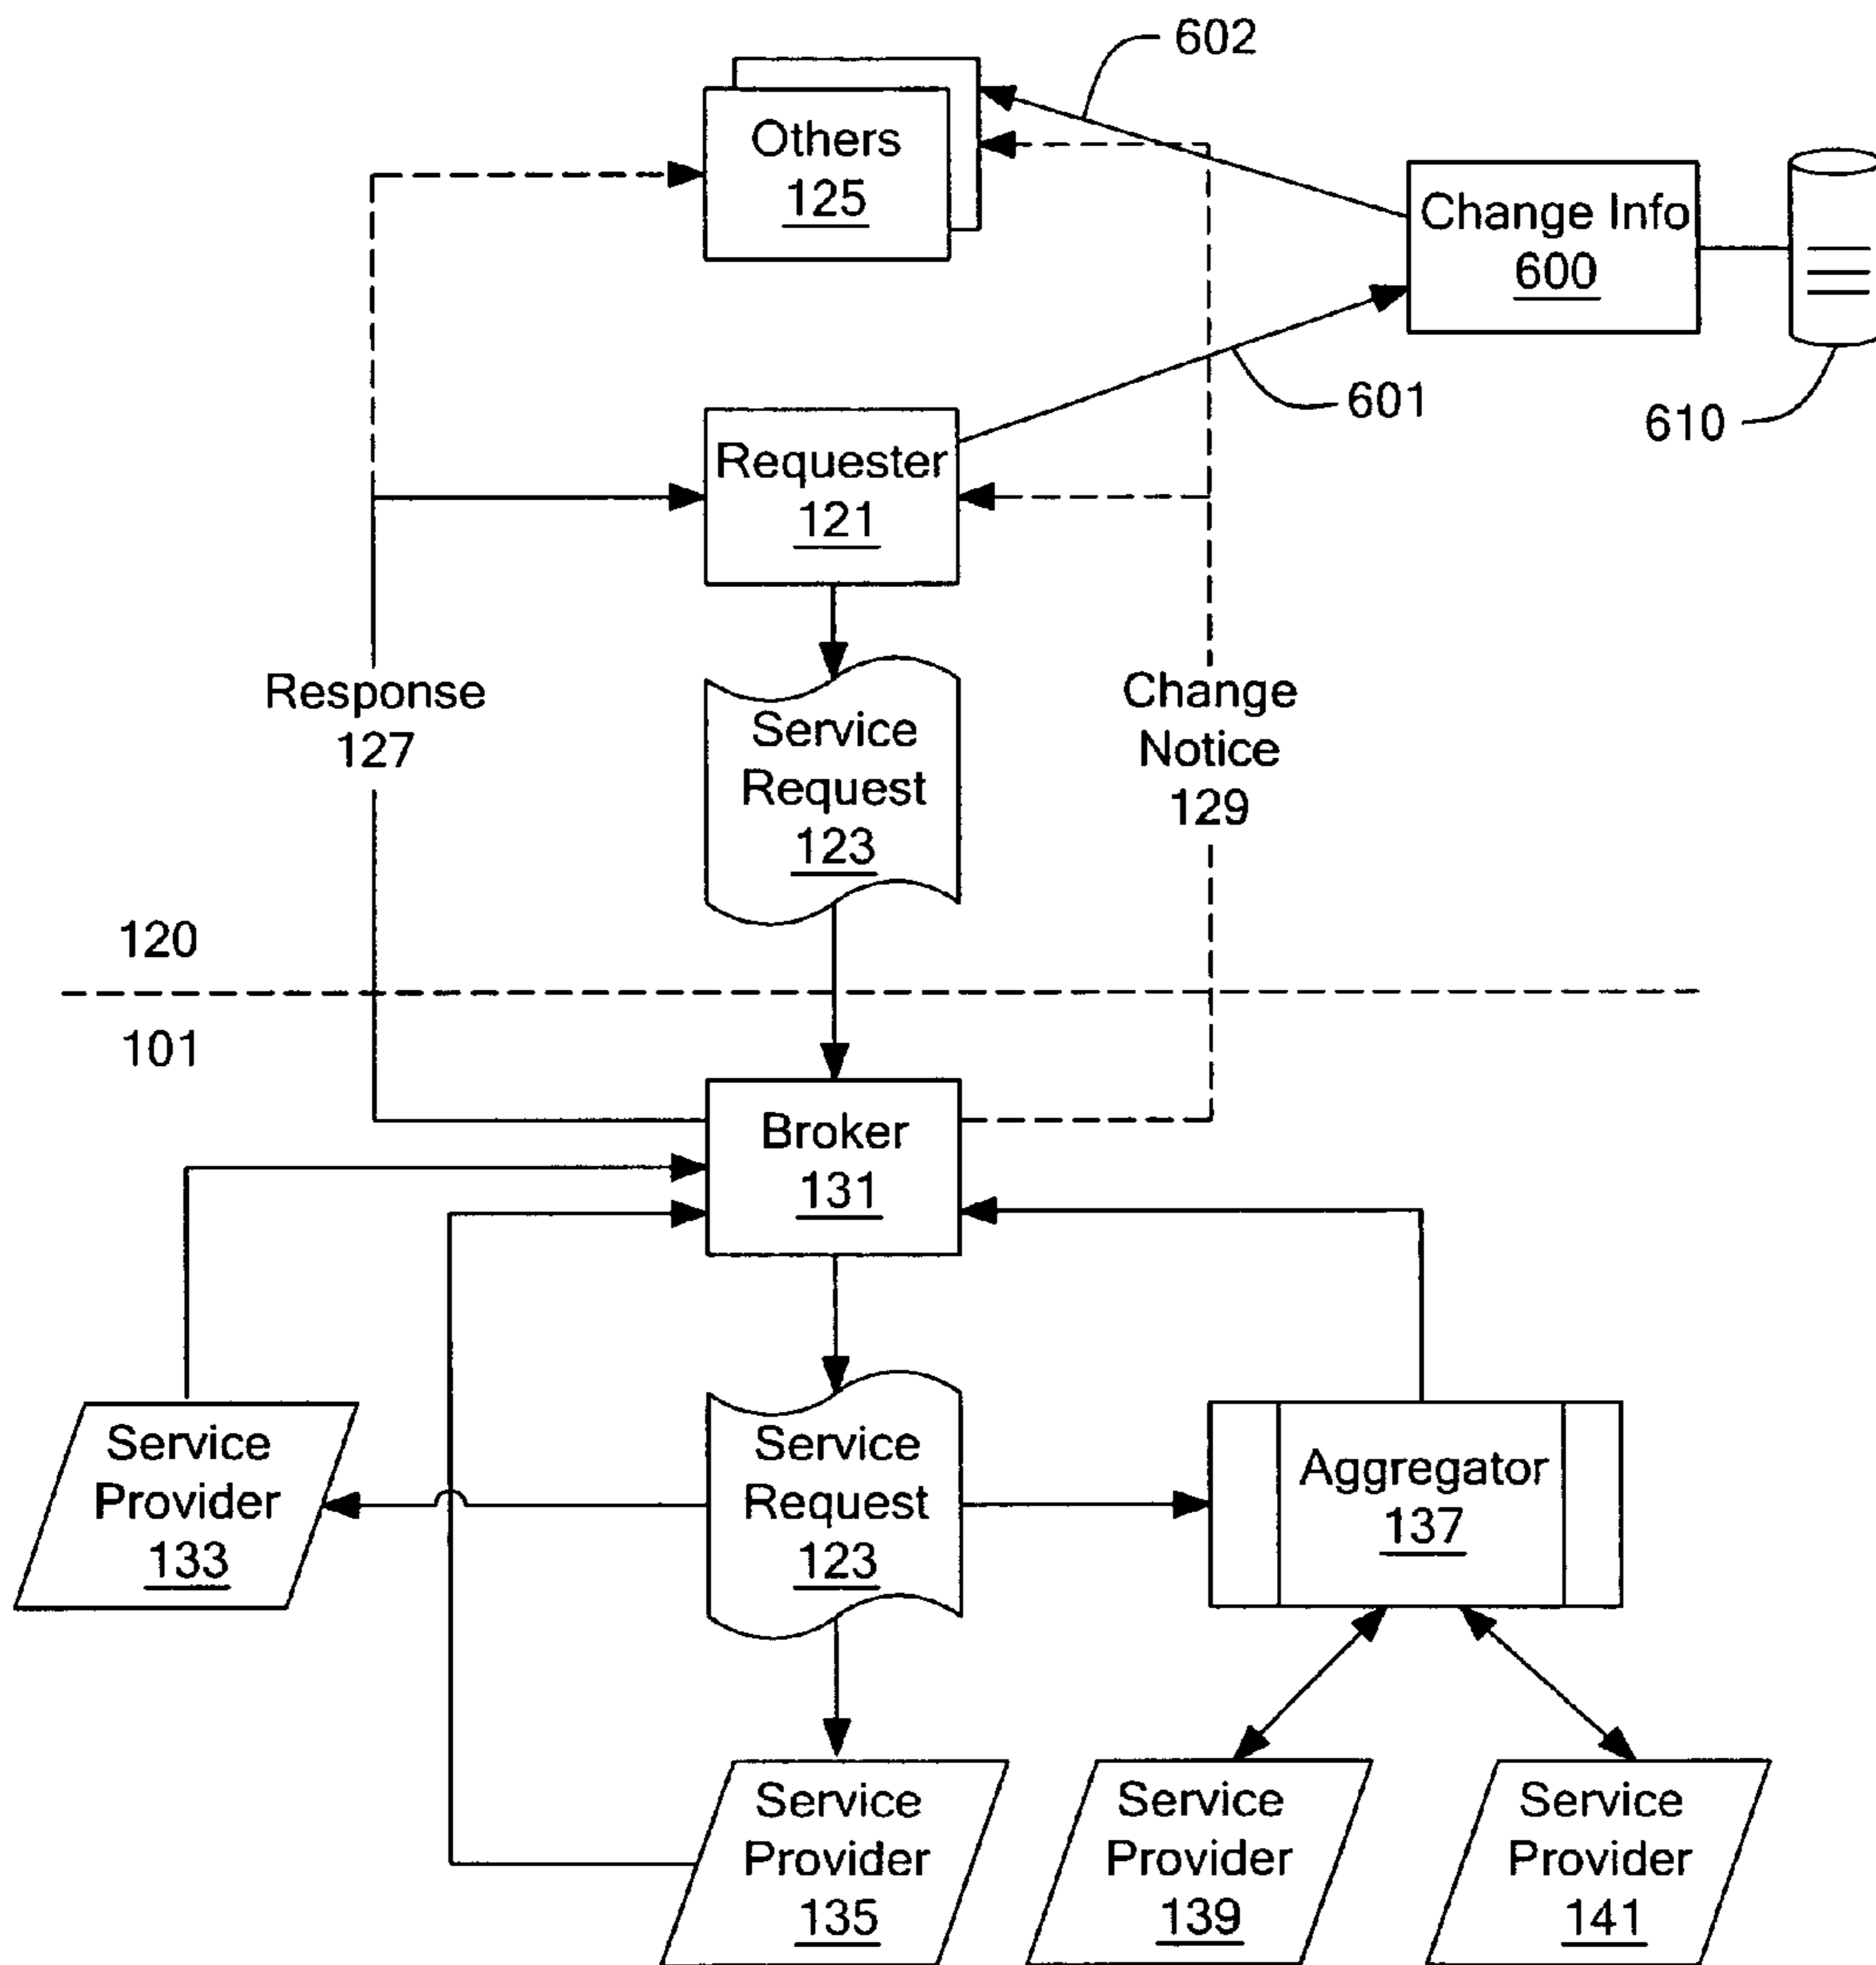 602
Others
125
Change Info
600
601
610
Requester
121
Response
127
Service
Request
123
Change
Notice
129
120
101
Broker
131
Service
Provider
133
Service
Request
123
Aggregator
137
Service
Provider
135
Service
Provider
139
Service
Provider
141